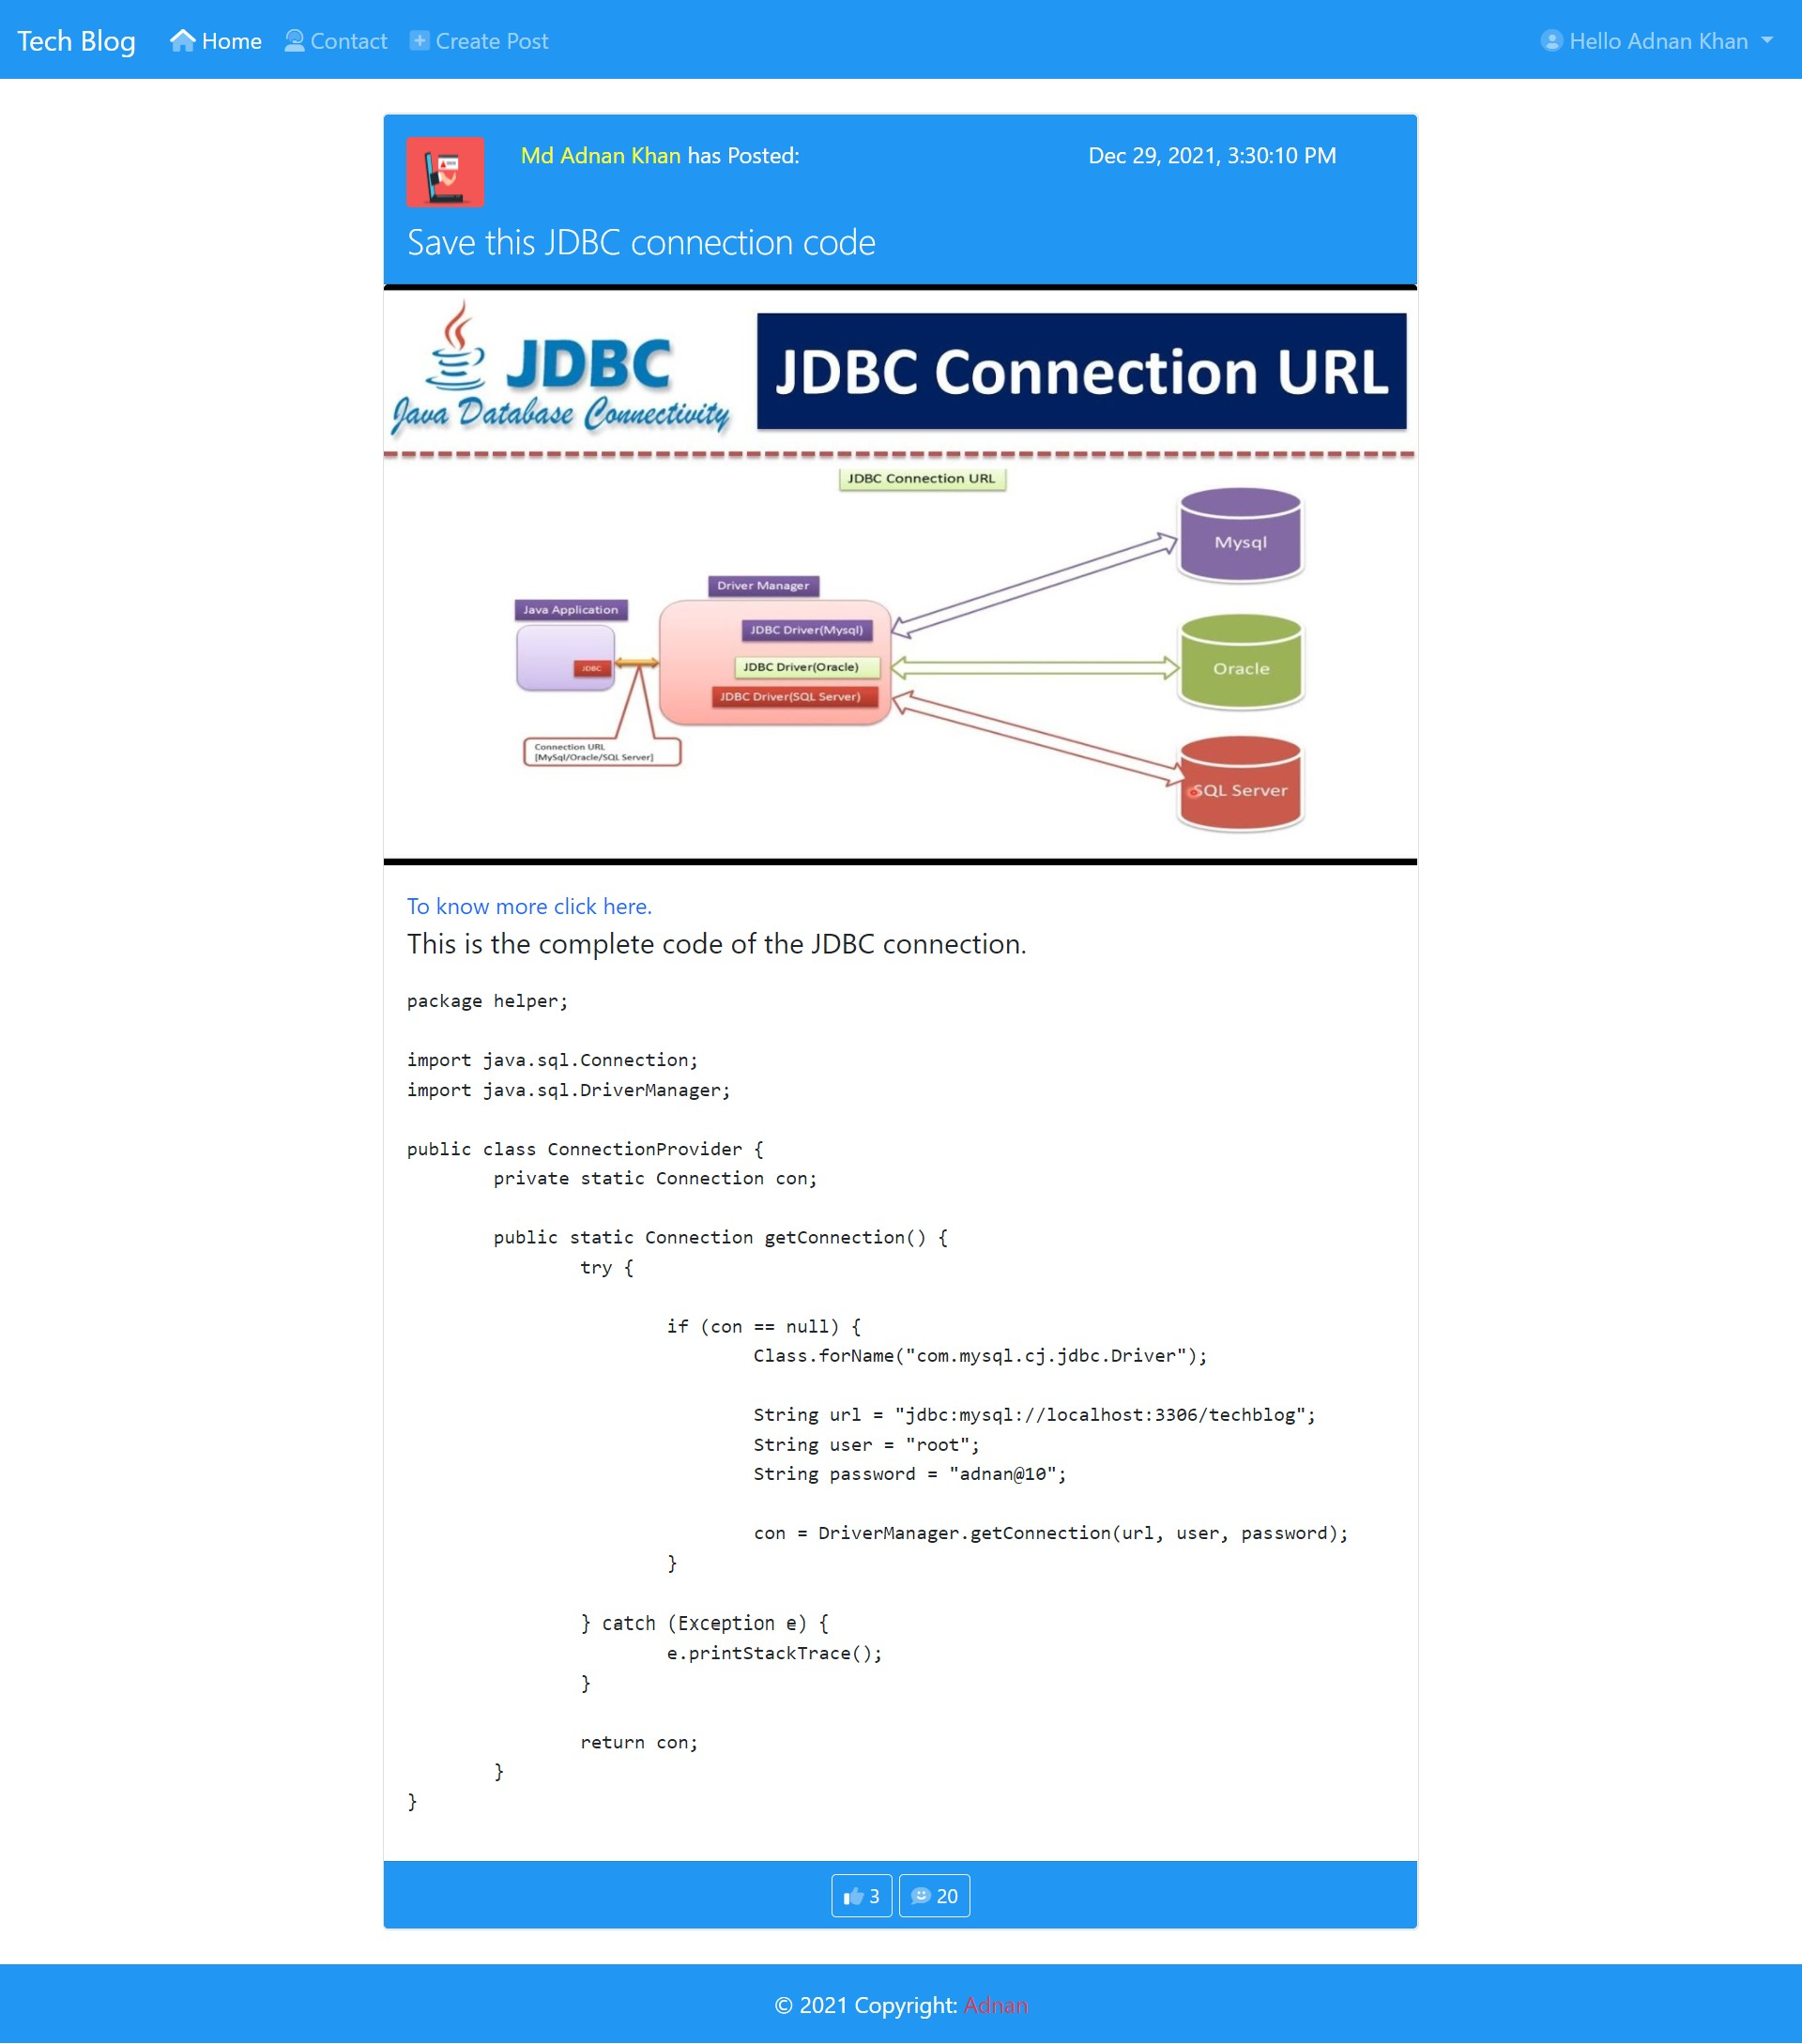 Tech Blog Home Contact Create Post Hello Adnan Khan
Md Adnan Khan has Posted: Dec 29, 2021, 3:30:10 PM
Save this JDBC connection code
JDBC
Java Database Connectivity
JDBC Connection URL
JDBC Connection URL
Mysql
Driver Manager
Java Application
JDBC Driver(Mysql)
JDBC
JDBC Driver(Oracle)
Oracle
JDBC Driver(SQL Server)
Connection URL
[MySql/Oracle/SQL Server]
SQL Server
To know more click here.
This is the complete code of the JDBC connection.
package helper;
import java.sql.Connection;
import java.sql.DriverManager;
public class ConnectionProvider {
private static Connection con;
public static Connection getConnection() {
try {
if (con == null) {
Class.forName("com.mysql.cj.jdbc.Driver");
String url = "jdbc:mysql://localhost:3306/techblog";
String user = "root";
String password = "adnan@10";
con = DriverManager.getConnection(url, user, password);
}
} catch (Exception e) {
e.printStackTrace();
}
return con;
}
}
3 20
© 2021 Copyright: Adnan